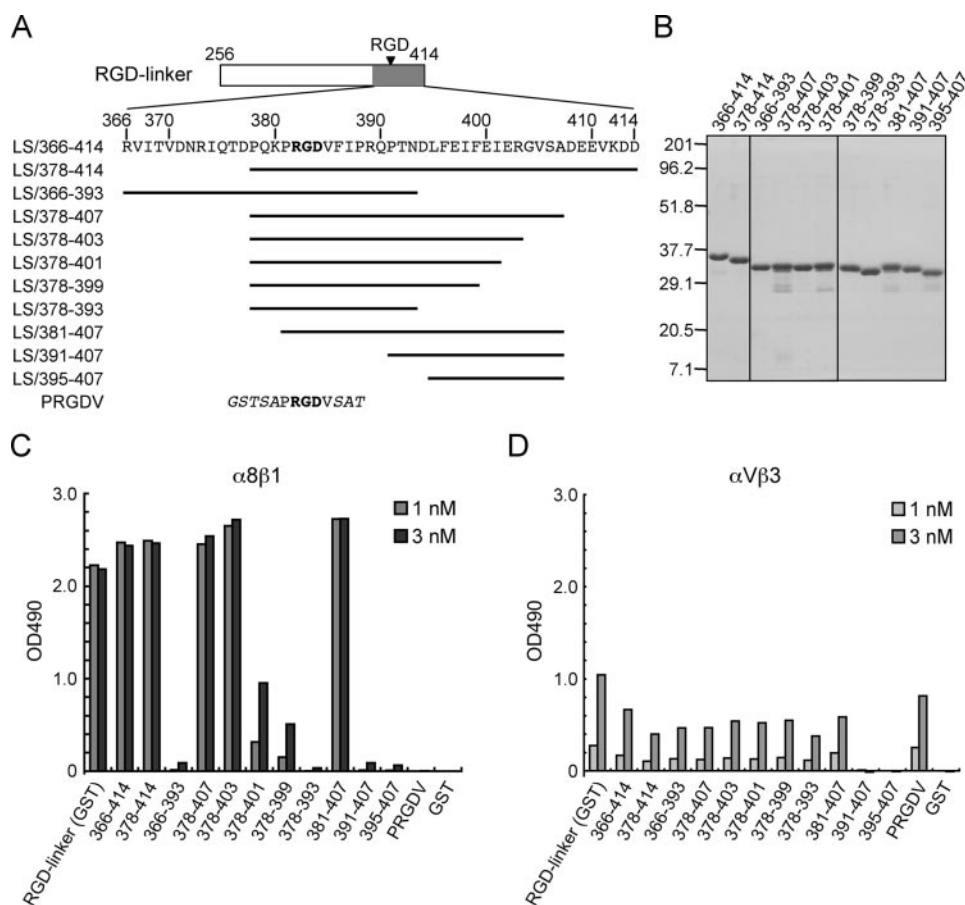 A
RGD
256 414
RGD-linker
366 370 380 390 400 410 414
LS/366-414 RVITVDNRIQTDPQKPRGDVFIPRQPTNDLFEIFEIERGVSADEEVKDD
LS/378-414
LS/366-393
LS/378-407
LS/378-403
LS/378-401
LS/378-399
LS/378-393
LS/381-407
LS/391-407
LS/395-407
PRGDV GSTSAPRGDVSAT
B
366-414
378-414
366-393
378-407
378-403
378-401
378-399
378-393
381-407
391-407
395-407
201
96.2
51.8
37.7
29.1
20.5
7.1
C
α8β1
3.0
2.0
1.0
0
OD490
1 nM
3 nM
RGD-linker (GST)
366-414
378-414
366-393
378-407
378-403
378-401
378-399
378-393
381-407
391-407
395-407
PRGDV
GST
D
αVβ3
3.0
2.0
1.0
0
OD490
1 nM
3 nM
RGD-linker (GST)
366-414
378-414
366-393
378-407
378-403
378-401
378-399
378-393
381-407
391-407
395-407
PRGDV
GST